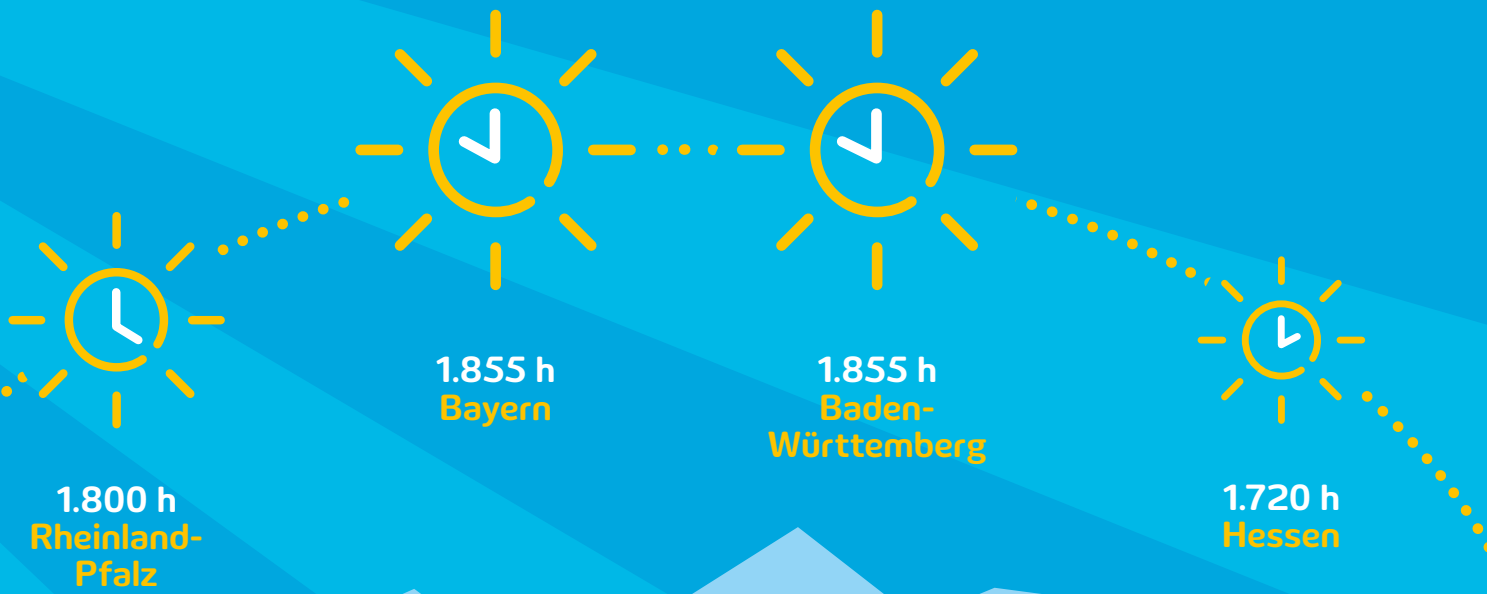 1.800 h
Rheinland-
Pfalz
1.855 h
Bayern
1.855 h
Baden-
Württemberg
1.720 h
Hessen